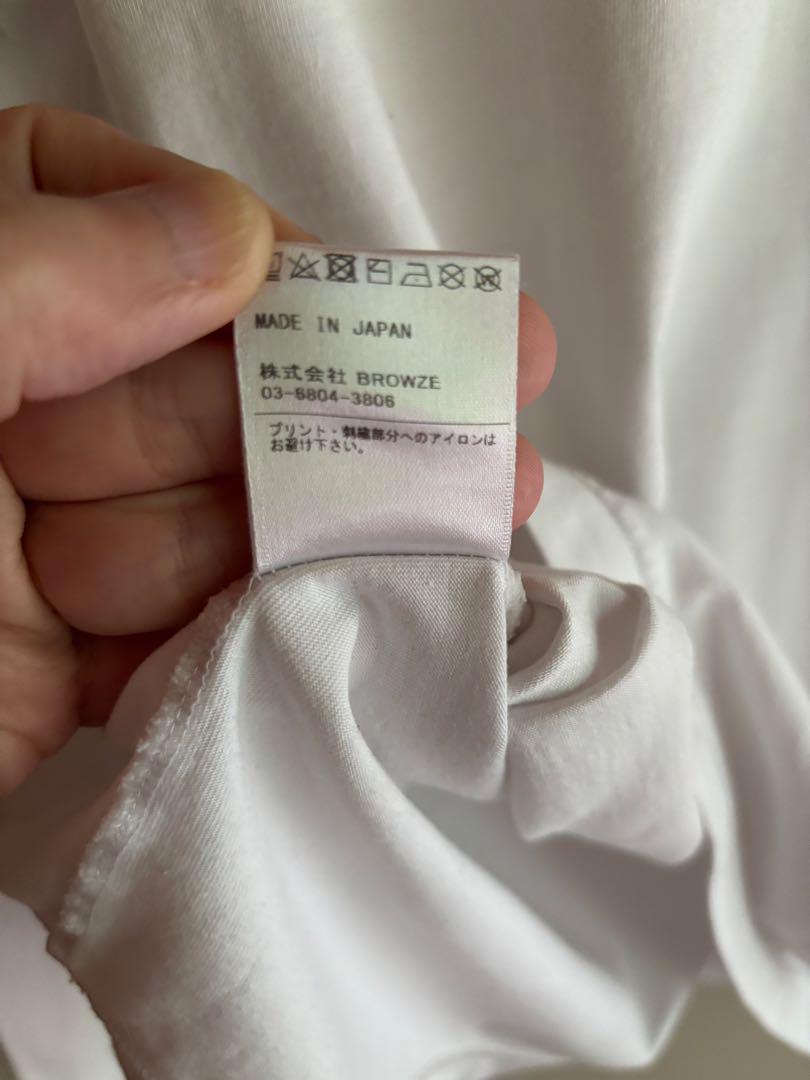 MADE IN JAPAN
株式会社 BROWZE
03-6804-3806
プリント・刺繍部分へのアイロンは
お避け下さい。